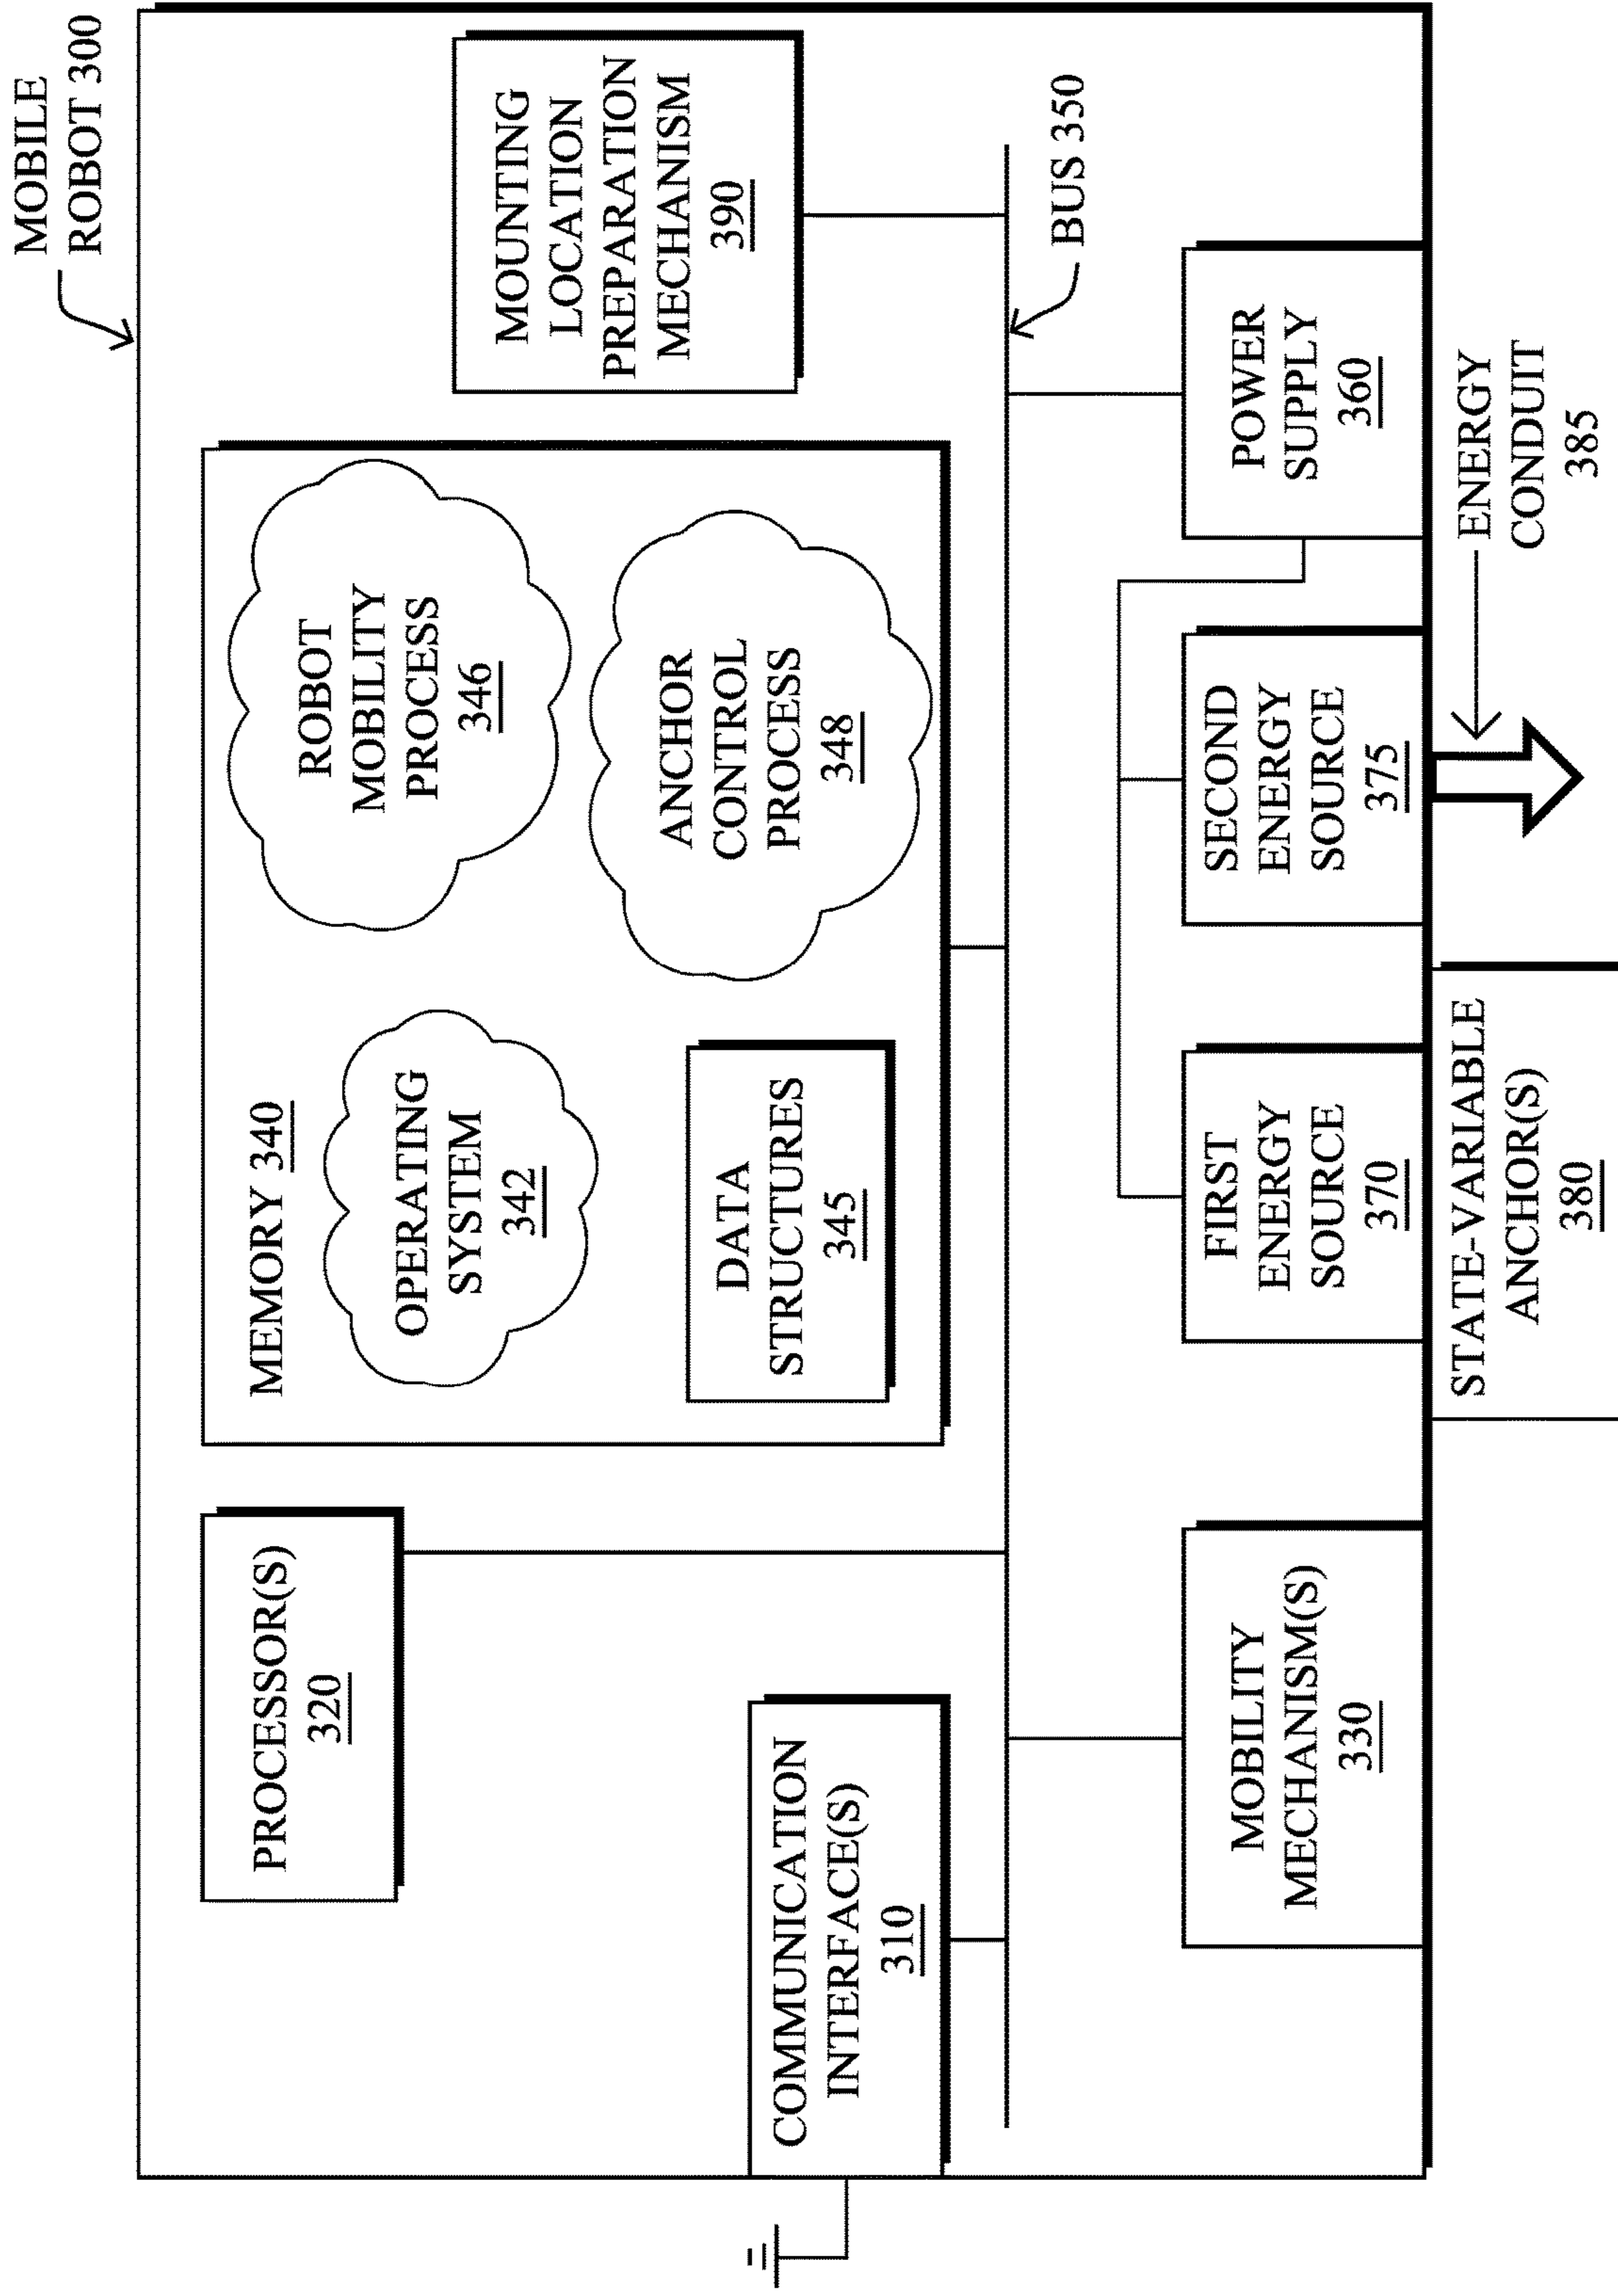 MOBILE
ROBOT 300
PROCESSOR(S)
320
MEMORY 340
OPERATING
SYSTEM
342
ROBOT
MOBILITY
PROCESS
346
DATA
STRUCTURES
345
ANCHOR
CONTROL
PROCESS
348
MOUNTING
LOCATION
PREPARATION
MECHANISM
390
COMMUNICATION
INTERFACE(S)
310
BUS 350
MOBILITY
MECHANISM(S)
330
FIRST
ENERGY
SOURCE
370
SECOND
ENERGY
SOURCE
375
POWER
SUPPLY
360
STATE-VARIABLE
ANCHOR(S)
380
ENERGY
CONDUIT
385